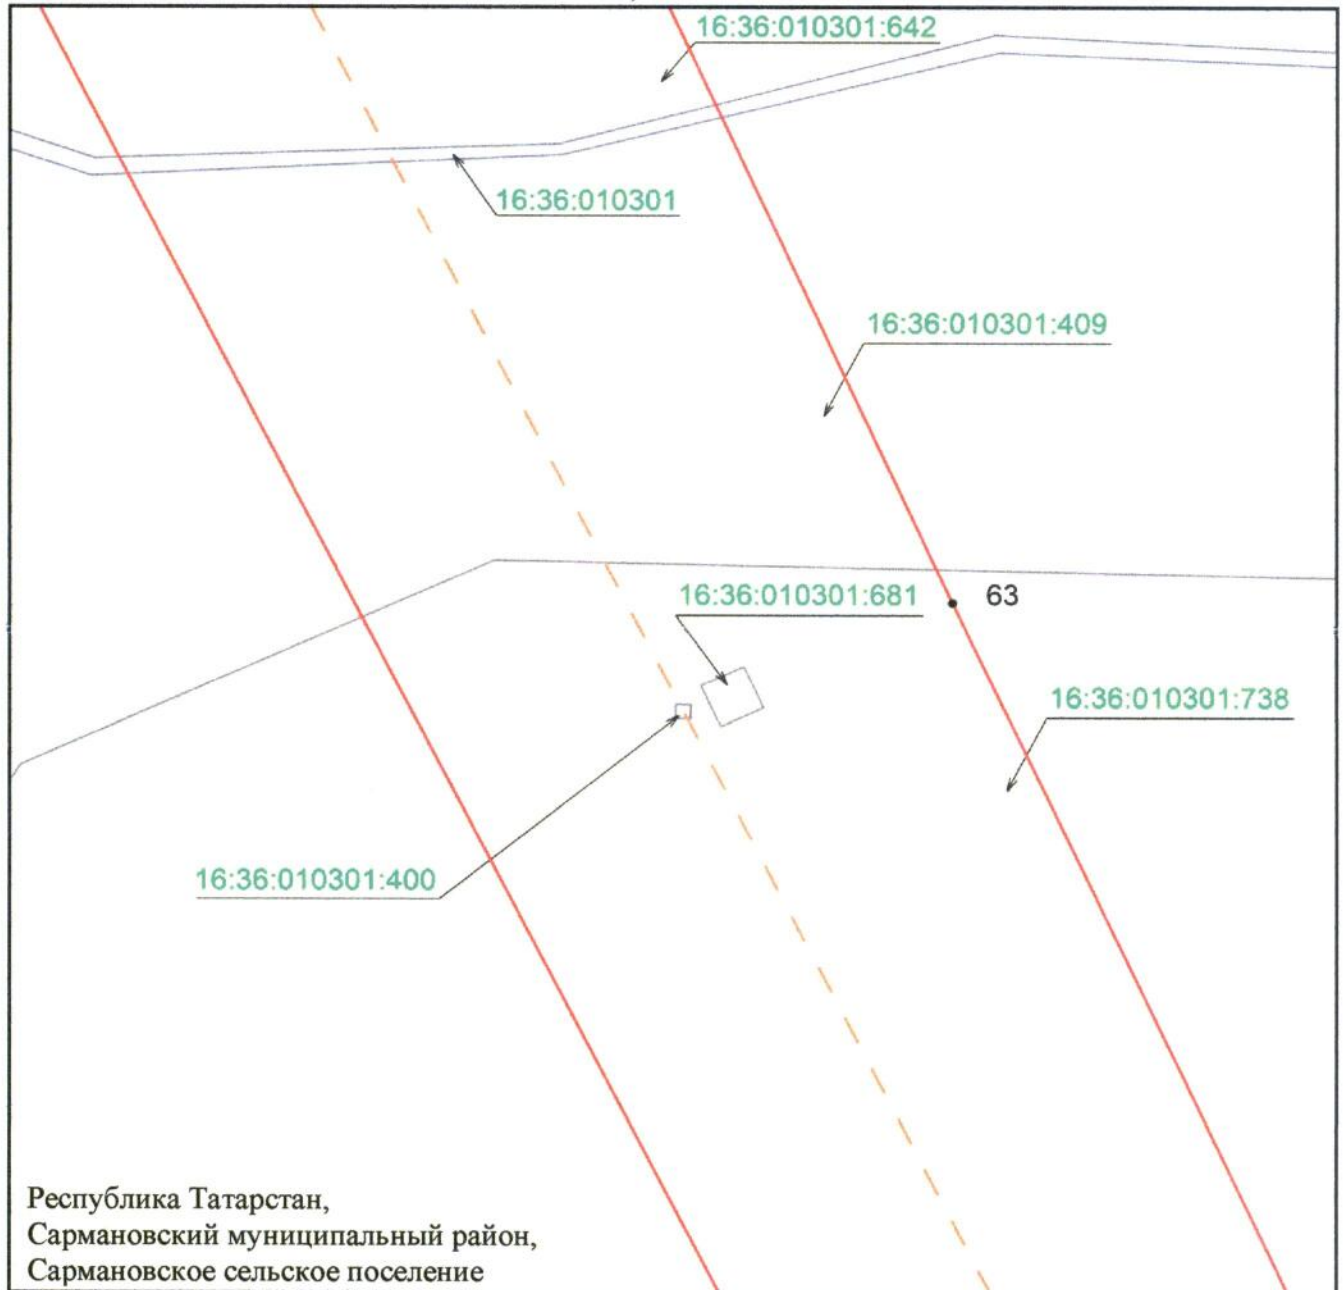 16:36:010301:642
16:36:010301
16:36:010301:409
16:36:010301:681
63
16:36:010301:738
16:36:010301:400
Республика Татарстан,
Сармановский муниципальный район,
Сармановское сельское поселение